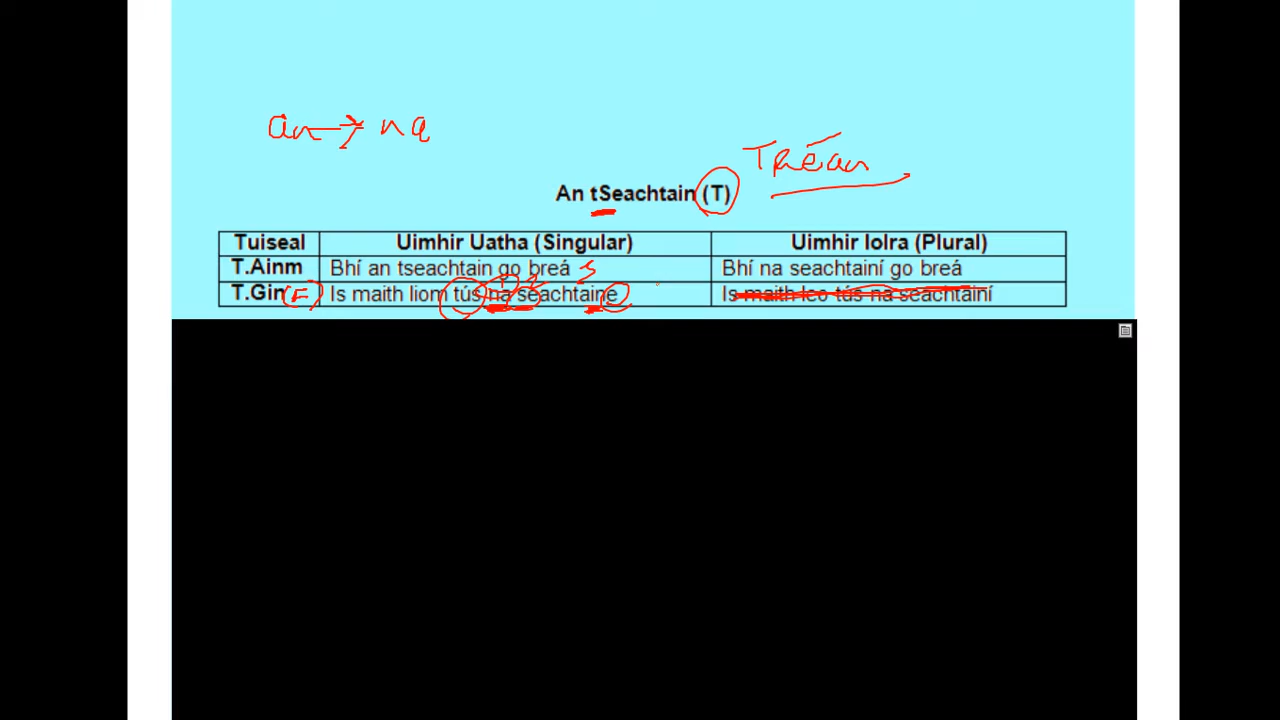 an → na
Tréan
An tSeachtain (T)
Tuiseal Uimhir Uatha (Singular) Uimhir Iolra (Plural)
T.Ainm Bhí an tseachtain go breá Bhí na seachtainí go breá
T.Gin Is maith liom tús na seachtaine Is maith leo tús na seachtainí